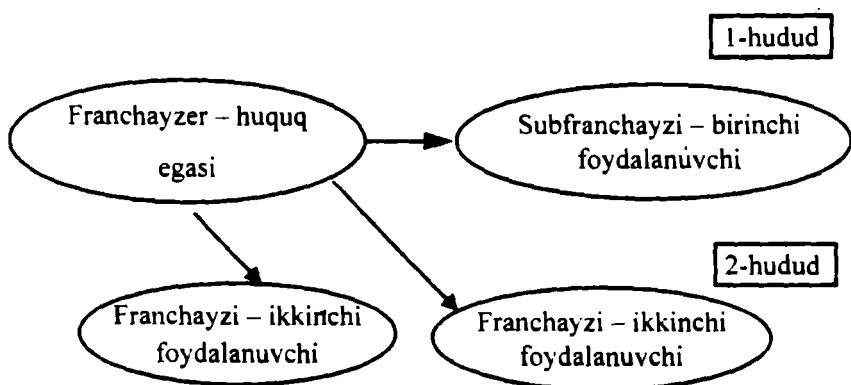 1-hudud
Franchayzer – huquq
egasi
Subfranchayzi – birinchi
foydalanuvchi
2-hudud
Franchayzi – ikkinchi
foydalanuvchi
Franchayzi – ikkinchi
foydalanuvchi